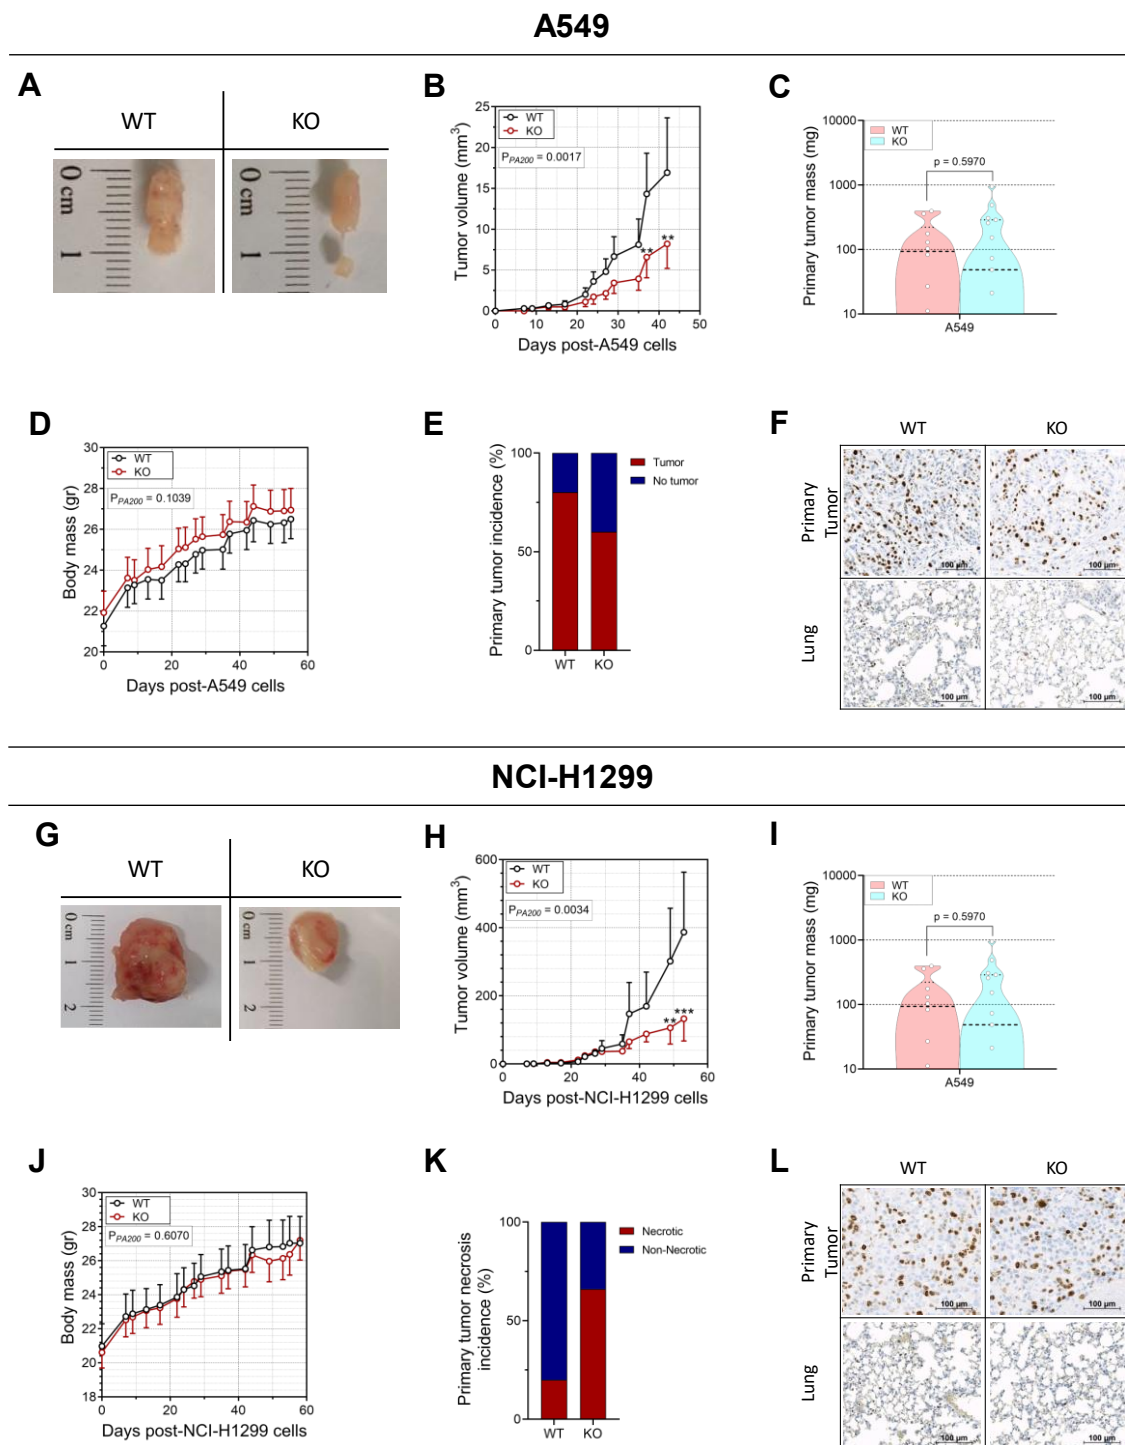 A549
A
WT
KO
0 cm
1
0 cm
1
B
Tumor volume (mm³)
25
20
15
10
5
0
WT
KO
P_PA200 = 0.0017
**
**
0 10 20 30 40 50
Days post-A549 cells
C
Primary tumor mass (mg)
10000
1000
100
10
WT
KO
p = 0.5970
A549
D
Body mass (gr)
30
28
26
24
22
20
WT
KO
P_PA200 = 0.1039
0 20 40 60
Days post-A549 cells
E
Primary tumor incidence (%)
100
50
0
Tumor
No tumor
WT KO
F
WT KO
Primary
Tumor
100 µm
100 µm
Lung
100 µm
100 µm
NCI-H1299
G
WT
KO
0 cm
1
2
0 cm
1
2
H
Tumor volume (mm³)
600
400
200
0
WT
KO
P_PA200 = 0.0034
**
***
0 20 40 60
Days post-NCI-H1299 cells
I
Primary tumor mass (mg)
10000
1000
100
10
WT
KO
p = 0.5970
A549
J
Body mass (gr)
30
28
26
24
22
20
18
WT
KO
P_PA200 = 0.6070
0 20 40 60
Days post-NCI-H1299 cells
K
Primary tumor necrosis
incidence (%)
100
50
0
Necrotic
Non-Necrotic
WT KO
L
WT KO
Primary
Tumor
100 µm
100 µm
Lung
100 µm
100 µm